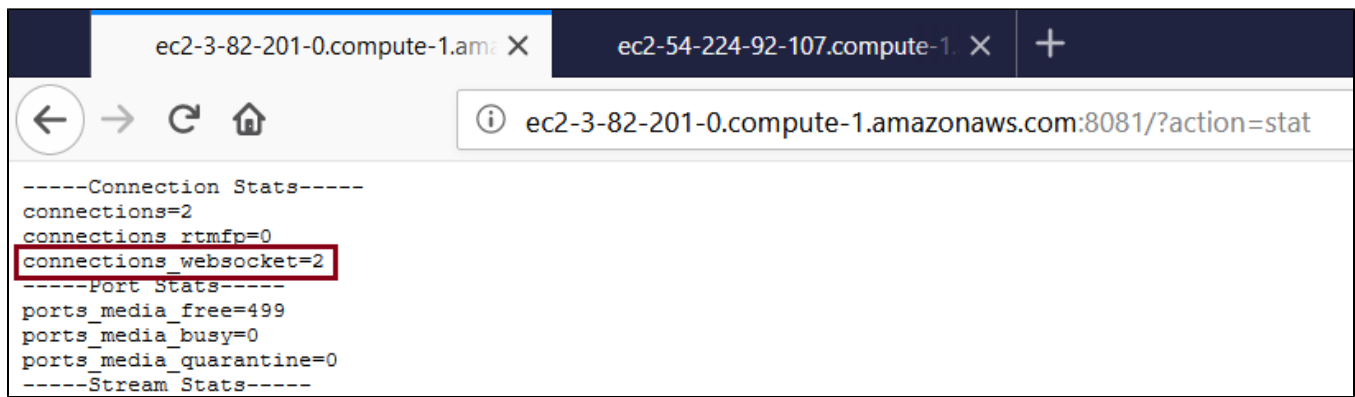 ec2-3-82-201-0.compute-1.ama
ec2-54-224-92-107.compute-1.
ec2-3-82-201-0.compute-1.amazonaws.com:8081/?action=stat
-----Connection Stats-----
connections=2
connections_rtmfp=0
connections_websocket=2
-----Port Stats-----
ports_media_free=499
ports_media_busy=0
ports_media_quarantine=0
-----Stream Stats-----